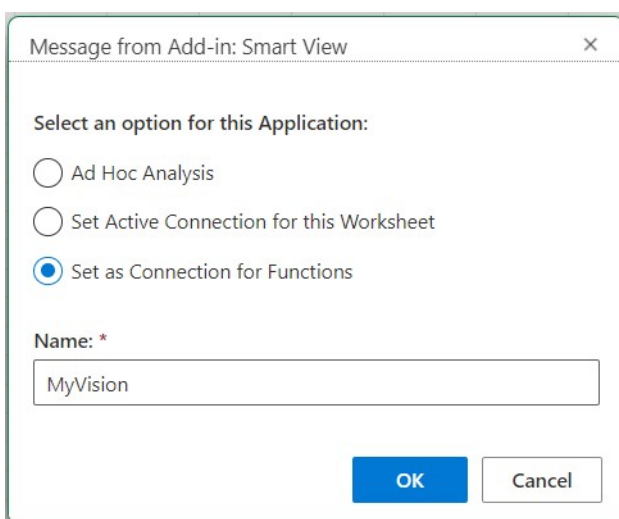 Message from Add-in: Smart View
Select an option for this Application:
Ad Hoc Analysis
Set Active Connection for this Worksheet
Set as Connection for Functions
Name: *
MyVision
OK Cancel